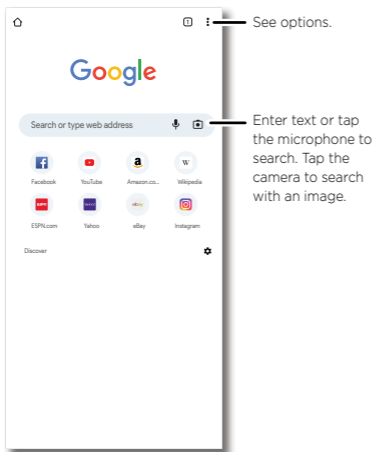 1
See options.
Google
Search or type web address
Enter text or tap
the microphone to
search. Tap the
camera to search
with an image.
Facebook YouTube Amazon.co... Wikipedia
ESPN.com Yahoo eBay Instagram
Discover